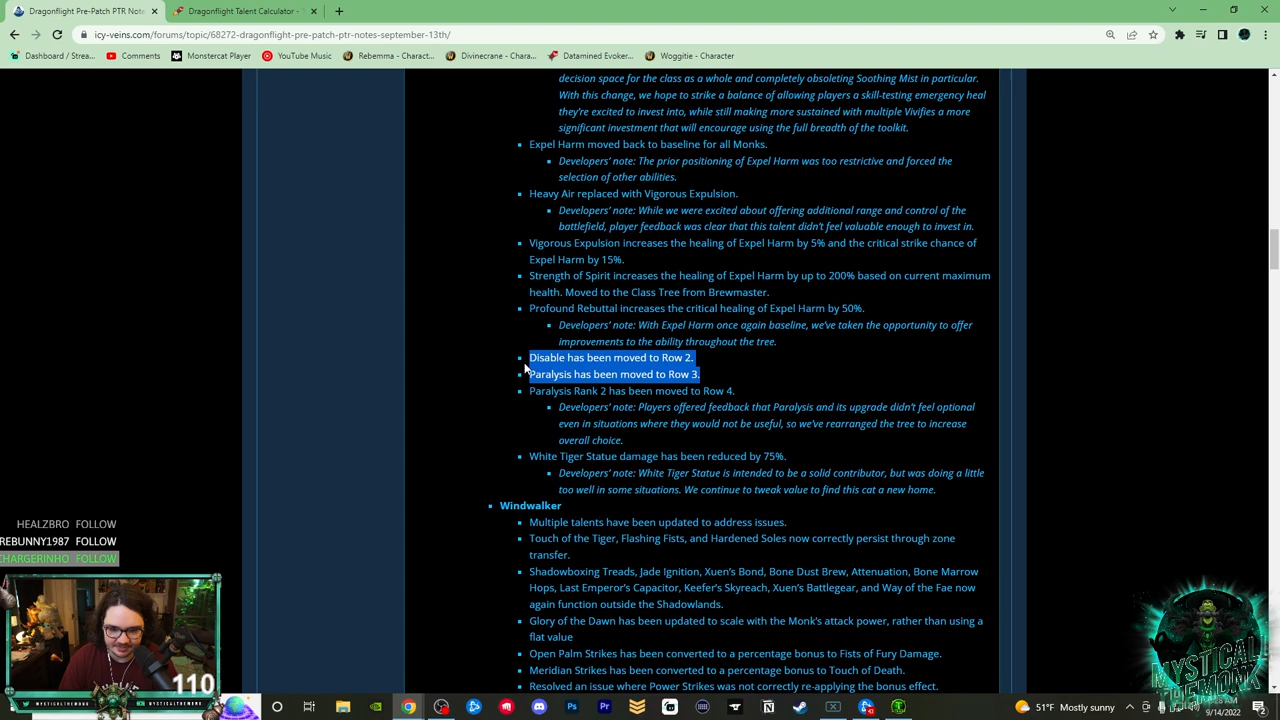 Dragonflight Pre-Patch PTR Notes
Dragonflight Talent Calculator -
icy-veins.com/forums/topic/68272-dragonflight-pre-patch-ptr-notes-september-13th/
Dashboard / Strea... Comments Monstercat Player YouTube Music Rebemma - Charact... Divinecrane - Chara... Datamined Evoker... Woggitie - Character
decision space for the class as a whole and completely obsoleting Soothing Mist in particular.
With this change, we hope to strike a balance of allowing players a skill-testing emergency heal
they're excited to invest into, while still making more sustained with multiple Vivifies a more
significant investment that will encourage using the full breadth of the toolkit.
Expel Harm moved back to baseline for all Monks.
Developers' note: The prior positioning of Expel Harm was too restrictive and forced the
selection of other abilities.
Heavy Air replaced with Vigorous Expulsion.
Developers' note: While we were excited about offering additional range and control of the
battlefield, player feedback was clear that this talent didn't feel valuable enough to invest in.
Vigorous Expulsion increases the healing of Expel Harm by 5% and the critical strike chance of
Expel Harm by 15%.
Strength of Spirit increases the healing of Expel Harm by up to 200% based on current maximum
health. Moved to the Class Tree from Brewmaster.
Profound Rebuttal increases the critical healing of Expel Harm by 50%.
Developers' note: With Expel Harm once again baseline, we've taken the opportunity to offer
improvements to the ability throughout the tree.
Disable has been moved to Row 2.
Paralysis has been moved to Row 3.
Paralysis Rank 2 has been moved to Row 4.
Developers' note: Players offered feedback that Paralysis and its upgrade didn't feel optional
even in situations where they would not be useful, so we've rearranged the tree to increase
overall choice.
White Tiger Statue damage has been reduced by 75%.
Developers' note: White Tiger Statue is intended to be a solid contributor, but was doing a little
too well in some situations. We continue to tweak value to find this cat a new home.
Windwalker
Multiple talents have been updated to address issues.
Touch of the Tiger, Flashing Fists, and Hardened Soles now correctly persist through zone
transfer.
Shadowboxing Treads, Jade Ignition, Xuen's Bond, Bone Dust Brew, Attenuation, Bone Marrow
Hops, Last Emperor's Capacitor, Keefer's Skyreach, Xuen's Battlegear, and Way of the Fae now
again function outside the Shadowlands.
Glory of the Dawn has been updated to scale with the Monk's attack power, rather than using a
flat value
Open Palm Strikes has been converted to a percentage bonus to Fists of Fury Damage.
Meridian Strikes has been converted to a percentage bonus to Touch of Death.
Resolved an issue where Power Strikes was not correctly re-applying the bonus effect.
HEALZBRO FOLLOW
REBUNNY1987 FOLLOW
CHARGERINHO FOLLOW
110
MYSTICALTHEMONK
MYSTICAL
THEMONK
51°F Mostly sunny
9/14/2022